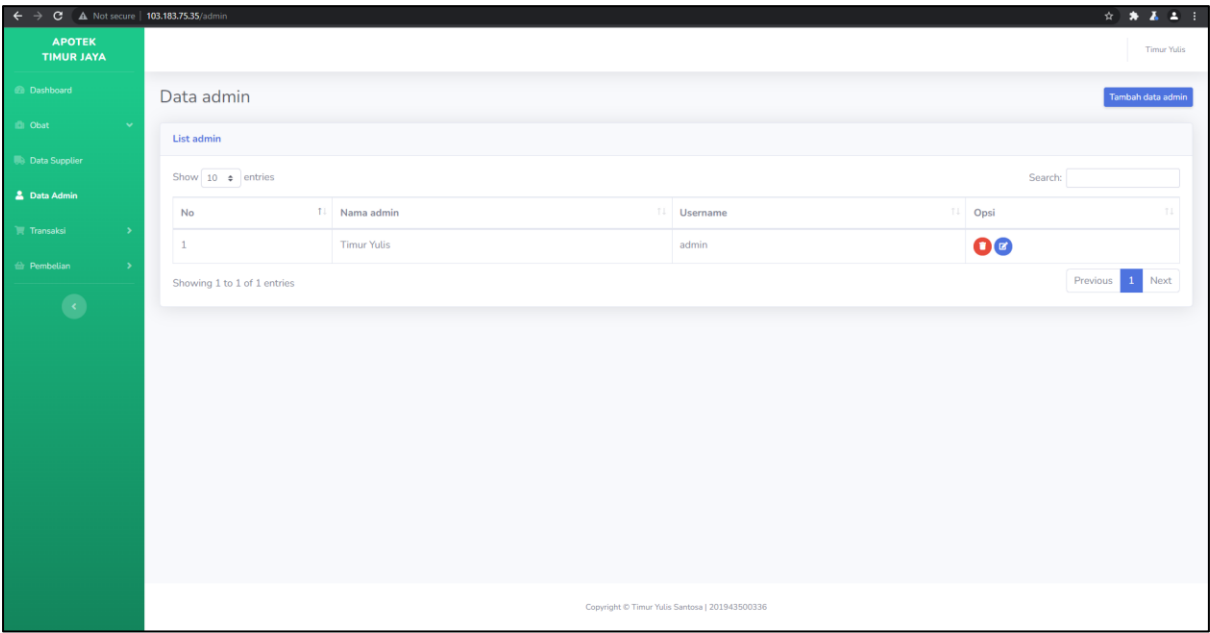 Not secure 103.183.75.35/admin
APOTEK
TIMUR JAYA
Timur Yulis
Dashboard
Data admin
Tambah data admin
Obat
List admin
Data Supplier
Show 10 entries
Search:
Data Admin
No Nama admin Username Opsi
Transaksi
1 Timur Yulis admin
Pembelian
Showing 1 to 1 of 1 entries
Previous 1 Next
Copyright © Timur Yulis Santosa | 201943500336